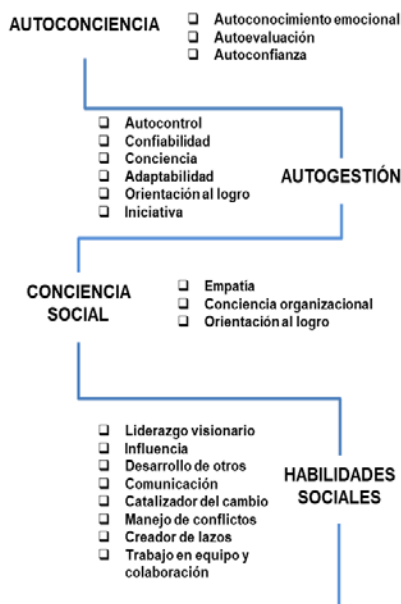 AUTOCONCIENCIA
❑ Autoconocimiento emocional
❑ Autoevaluación
❑ Autoconfianza
❑ Autocontrol
❑ Confiabilidad
❑ Conciencia
❑ Adaptabilidad
❑ Orientación al logro
❑ Iniciativa
AUTOGESTIÓN
CONCIENCIA
SOCIAL
❑ Empatía
❑ Conciencia organizacional
❑ Orientación al logro
❑ Liderazgo visionario
❑ Influencia
❑ Desarrollo de otros
❑ Comunicación
❑ Catalizador del cambio
❑ Manejo de conflictos
❑ Creador de lazos
❑ Trabajo en equipo y
colaboración
HABILIDADES
SOCIALES